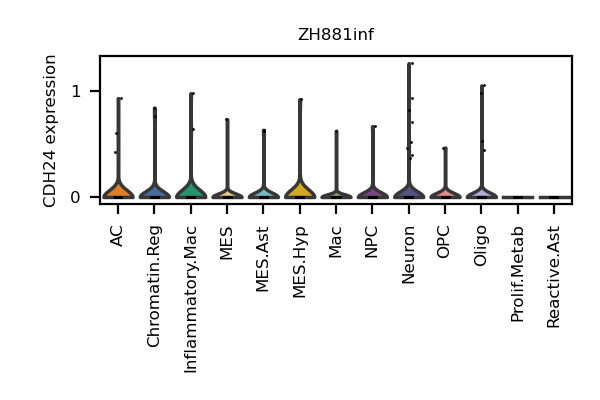 ZH881inf
CDH24 expression
1
0
AC
Chromatin.Reg
Inflammatory.Mac
MES
MES.Ast
MES.Hyp
Mac
NPC
Neuron
OPC
Oligo
Prolif.Metab
Reactive.Ast